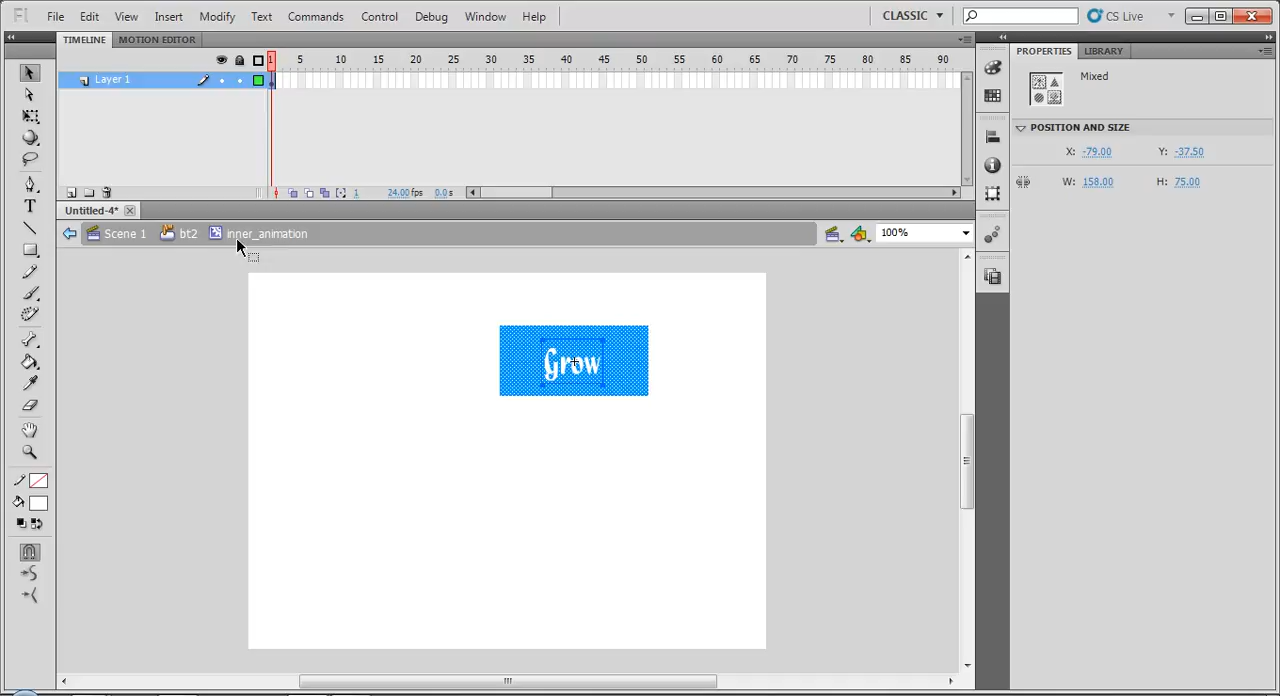 Fl File Edit View Insert Modify Text Commands Control Debug Window Help CLASSIC CS Live
TIMELINE MOTION EDITOR
1 5 10 15 20 25 30 35 40 45 50 55 60 65 70 75 80 85 90
Layer 1
1 24.00 fps 0.0 s
Untitled-4*
Scene 1 bt2 inner_animation 100%
Grow
PROPERTIES LIBRARY
Mixed
POSITION AND SIZE
X: -79.00 Y: -37.50
W: 158.00 H: 75.00